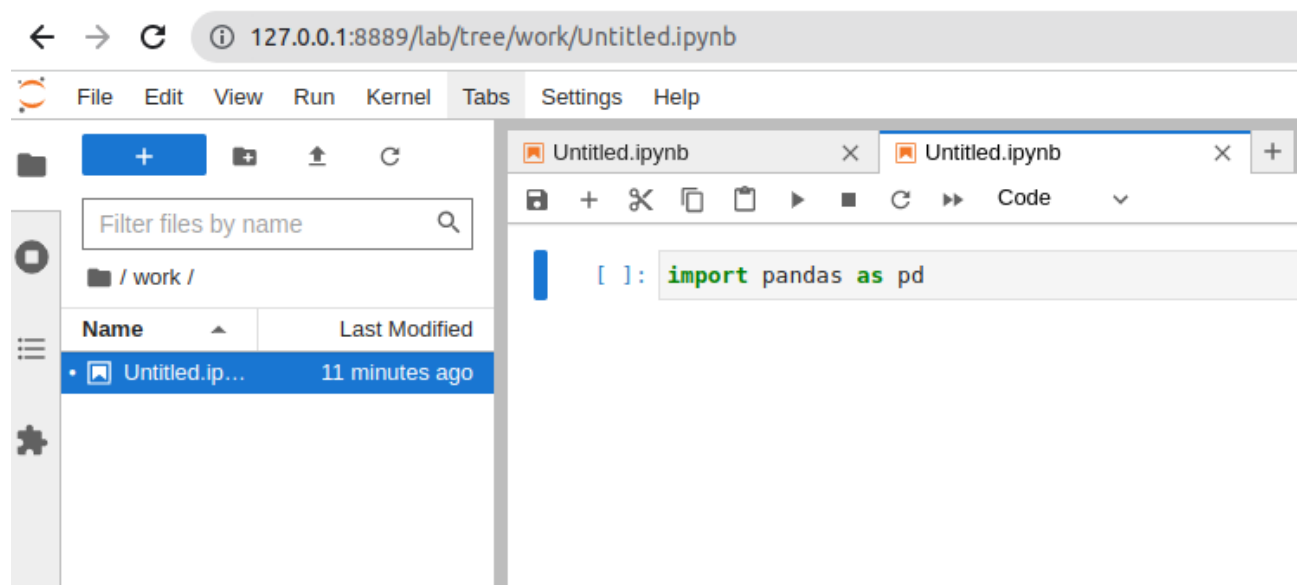 127.0.0.1:8889/lab/tree/work/Untitled.ipynb
File Edit View Run Kernel Tabs Settings Help
Untitled.ipynb Untitled.ipynb
Code
Filter files by name
/ work /
Name Last Modified
Untitled.ip... 11 minutes ago
[ ]: import pandas as pd